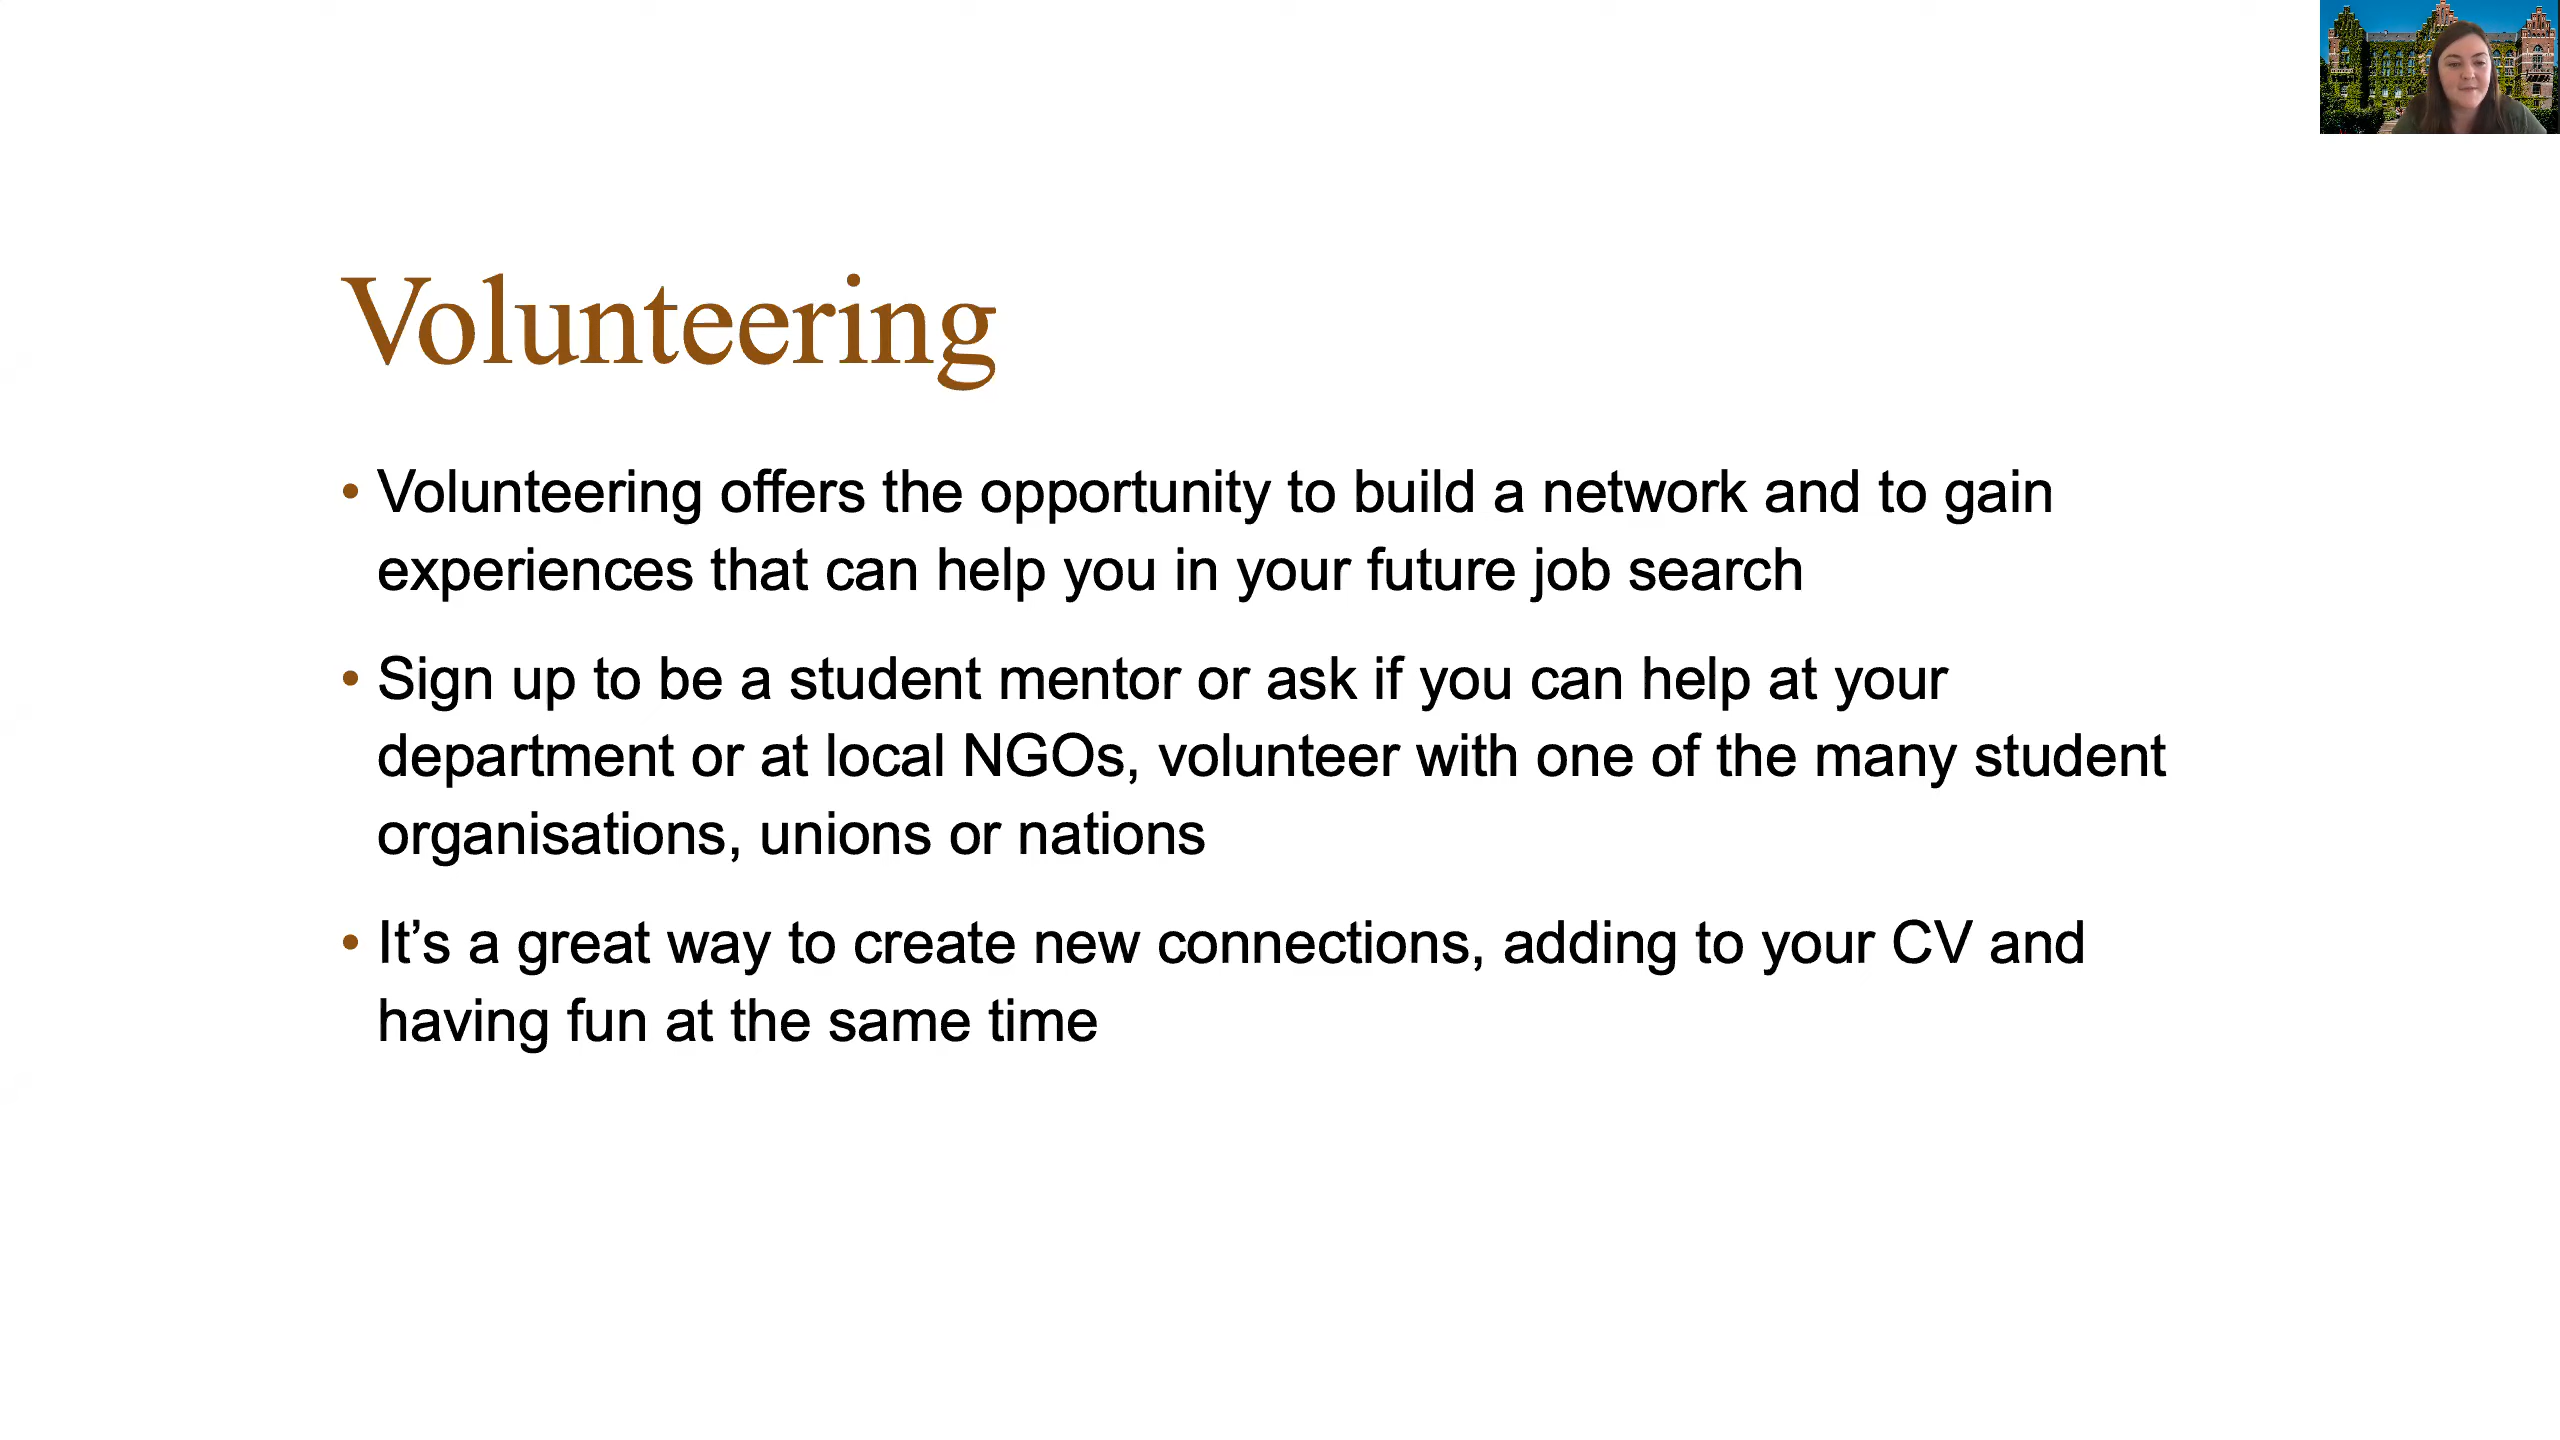 Volunteering
• Volunteering offers the opportunity to build a network and to gain
experiences that can help you in your future job search
• Sign up to be a student mentor or ask if you can help at your
department or at local NGOs, volunteer with one of the many student
organisations, unions or nations
• It’s a great way to create new connections, adding to your CV and
having fun at the same time